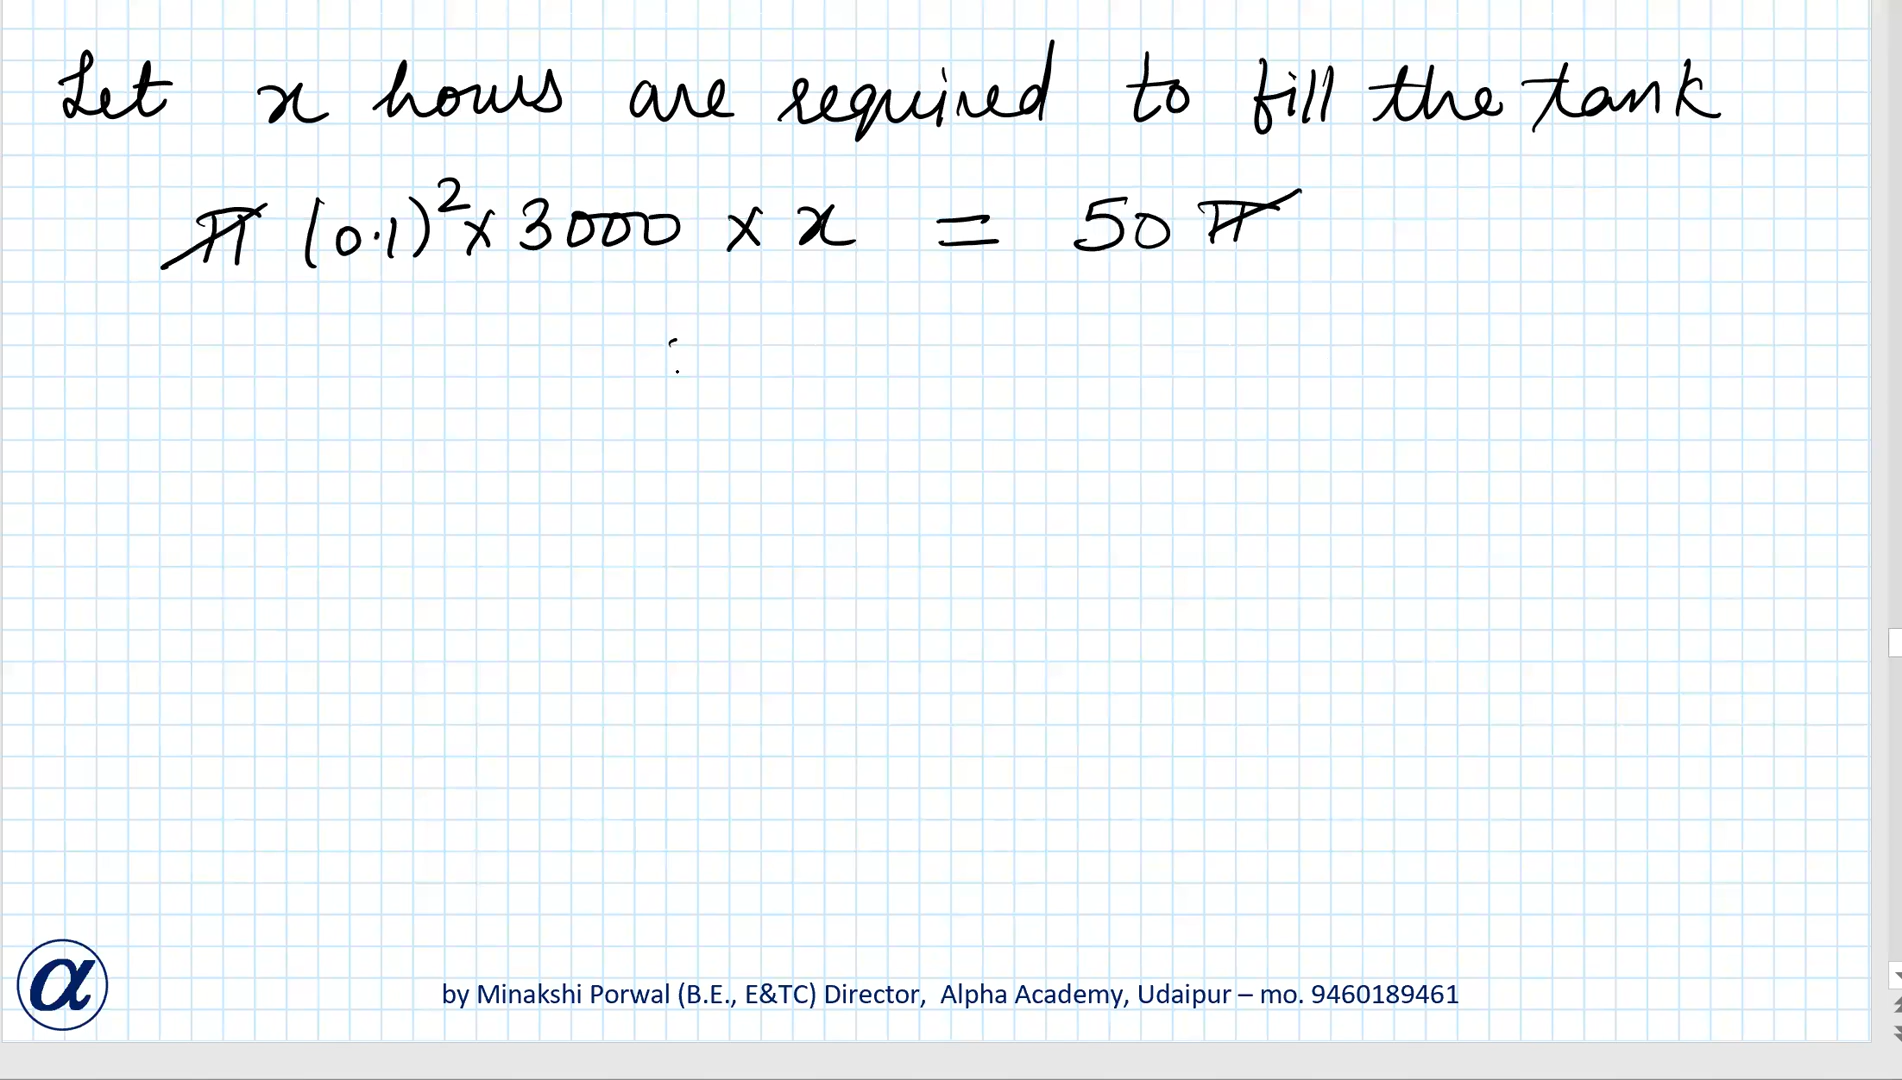 Let x hours are required to fill the tank
π (0.1)² × 3000 × x = 50 π
α
by Minakshi Porwal (B.E., E&TC) Director, Alpha Academy, Udaipur – mo. 9460189461